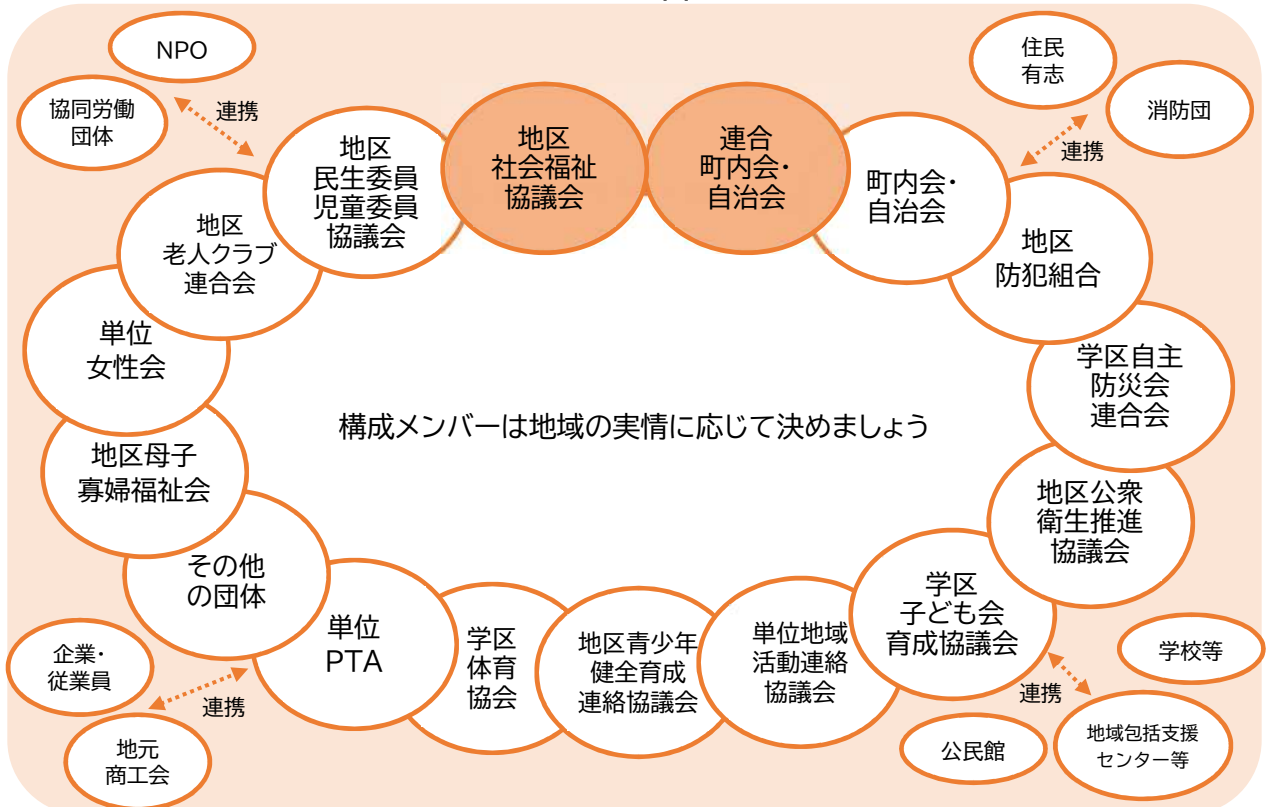 NPO
協同労働
団体
連携
住民
有志
消防団
連携
地区
民生委員
児童委員
協議会
地区
社会福祉
協議会
連合
町内会・
自治会
町内会・
自治会
地区
老人クラブ
連合会
地区
防犯組合
単位
女性会
学区自主
防災会
連合会
構成メンバーは地域の実情に応じて決めましょう
地区母子
寡婦福祉会
地区公衆
衛生推進
協議会
その他
の団体
単位
PTA
学区
体育
協会
地区青少年
健全育成
連絡協議会
単位地域
活動連絡
協議会
学区
子ども会
育成協議会
企業・
従業員
連携
地元
商工会
学校等
連携
公民館
地域包括支援
センター等